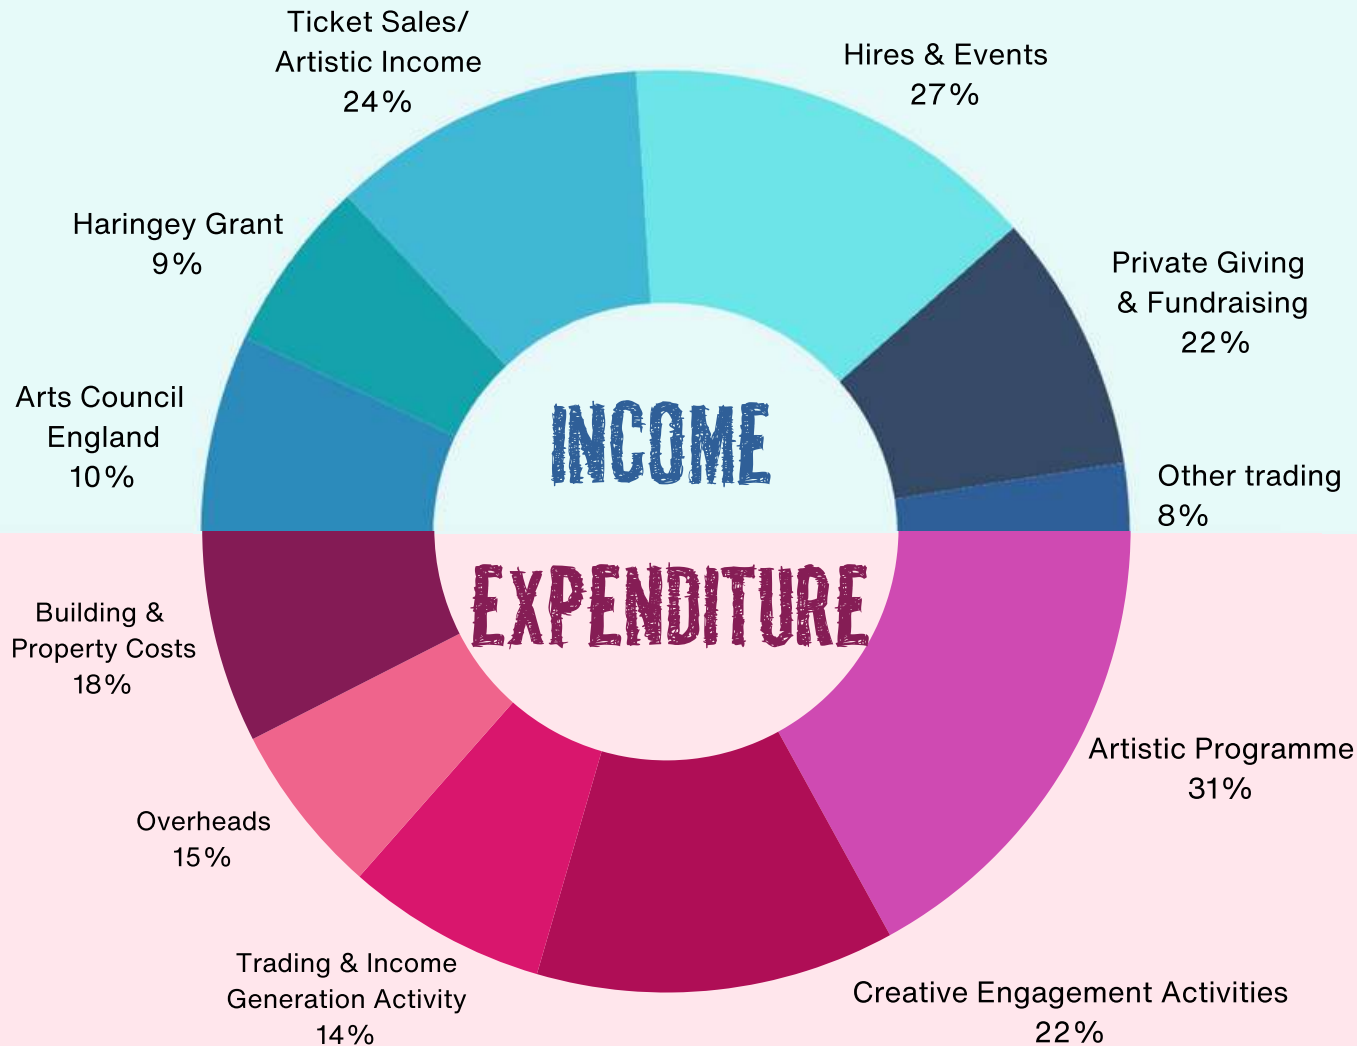 Ticket Sales/
Artistic Income
24%
Hires & Events
27%
Haringey Grant
9%
Private Giving
& Fundraising
22%
Arts Council
England
10%
Other trading
8%
INCOME
EXPENDITURE
Building &
Property Costs
18%
Artistic Programme
31%
Overheads
15%
Trading & Income
Generation Activity
14%
Creative Engagement Activities
22%